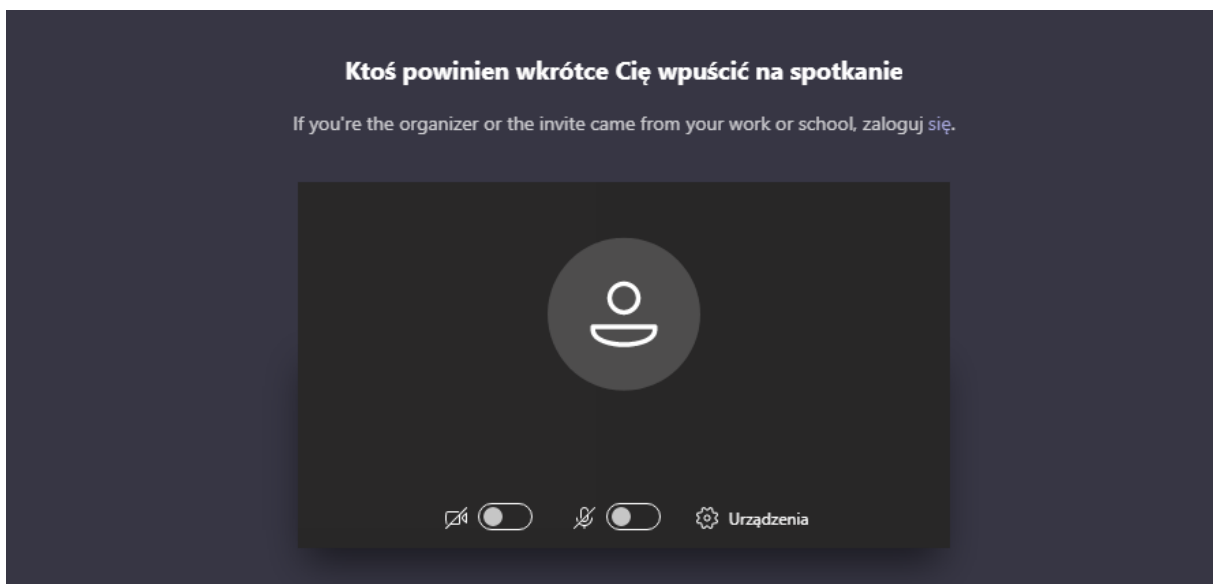 Ktoś powinien wkrótce Cię wpuścić na spotkanie
If you're the organizer or the invite came from your work or school, zaloguj się.
Urządzenia